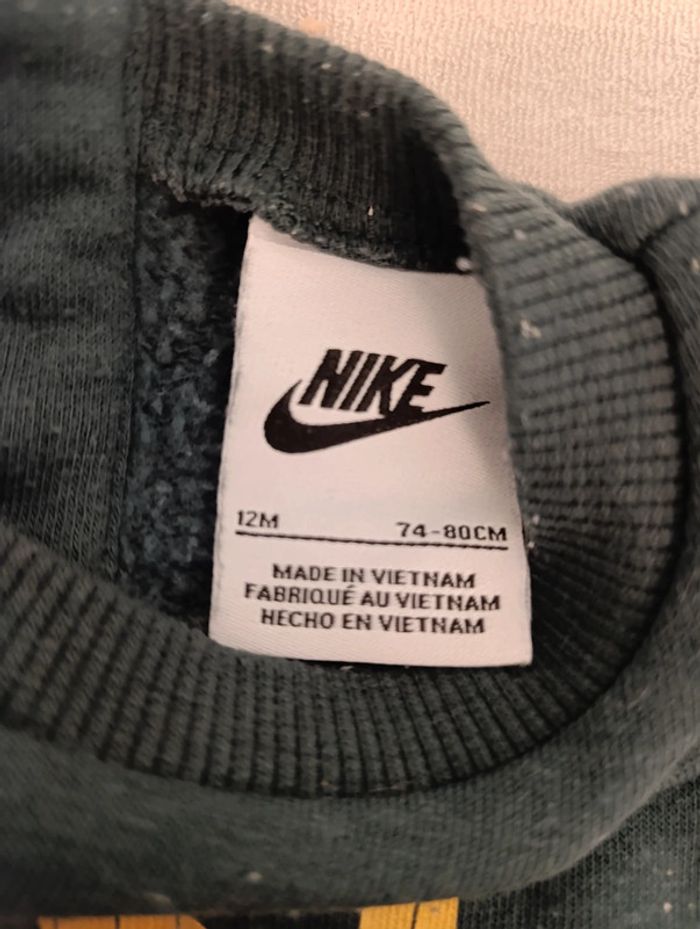 NIKE
12M 74-80CM
MADE IN VIETNAM
FABRIQUÉ AU VIETNAM
HECHO EN VIETNAM